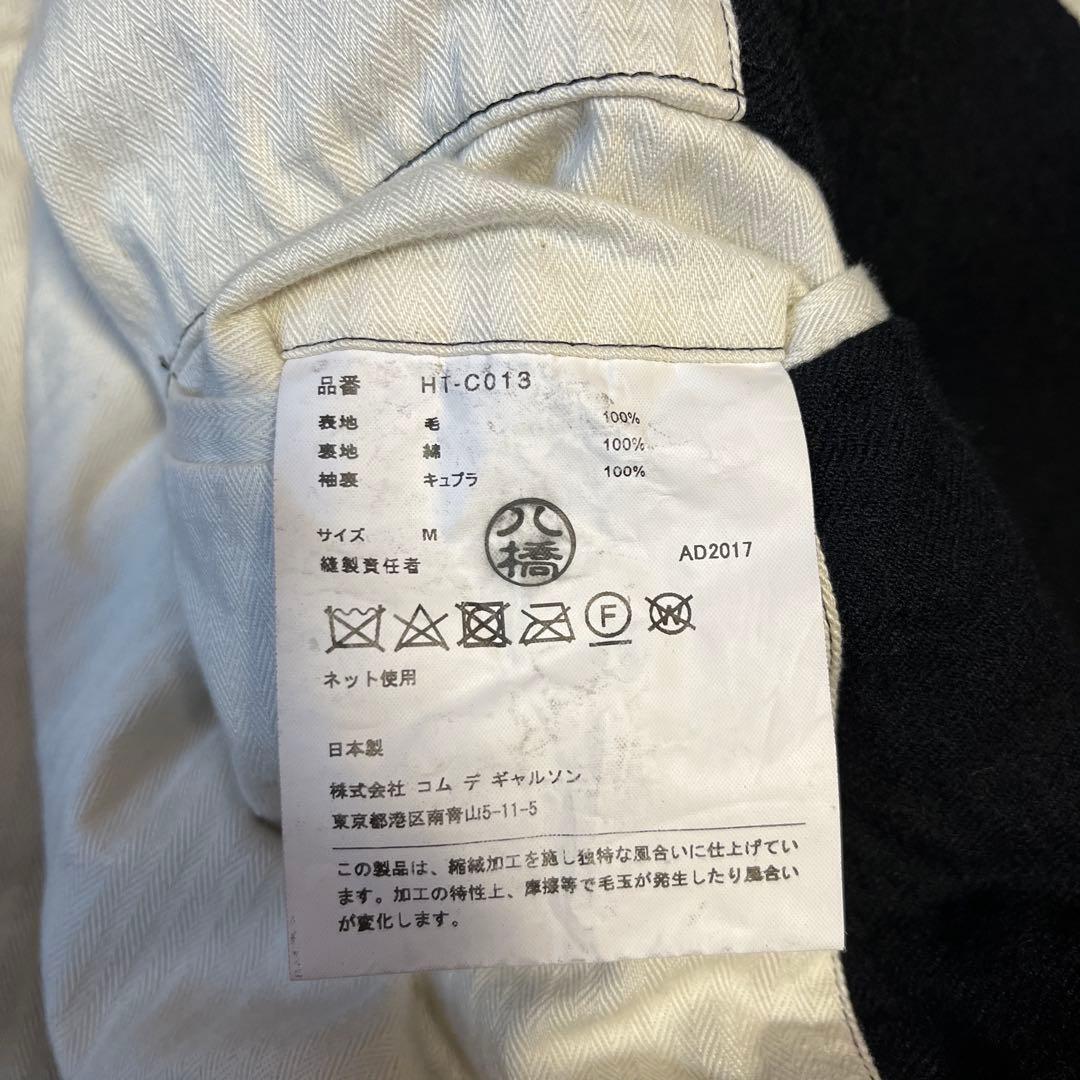 品番 HT-C013
表地 毛 100%
裏地 綿 100%
袖裏 キュプラ 100%
サイズ M
八橋
縫製責任者
AD2017
F
W
ネット使用
日本製
株式会社 コム デ ギャルソン
東京都港区南青山5-11-5
この製品は、縮絨加工を施し独特な風合いに仕上げてい
ます。加工の特性上、摩擦等で毛玉が発生したり風合い
が変化します。